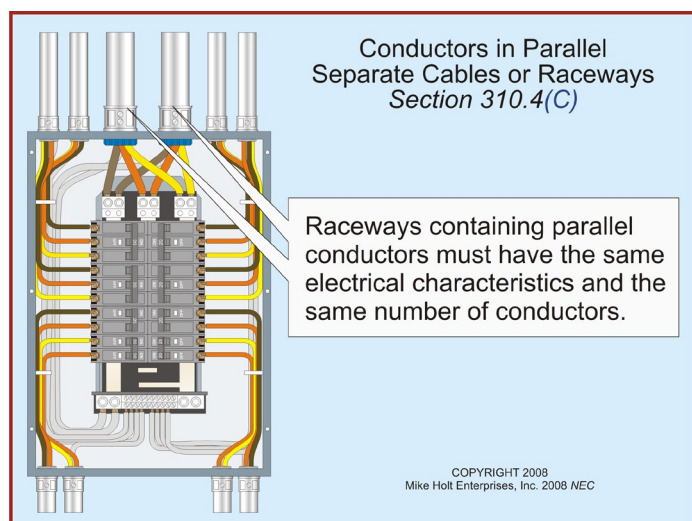 Conductors in Parallel
Separate Cables or Raceways
Section 310.4(C)
Raceways containing parallel
conductors must have the same
electrical characteristics and the
same number of conductors.
COPYRIGHT 2008
Mike Holt Enterprises, Inc. 2008 NEC